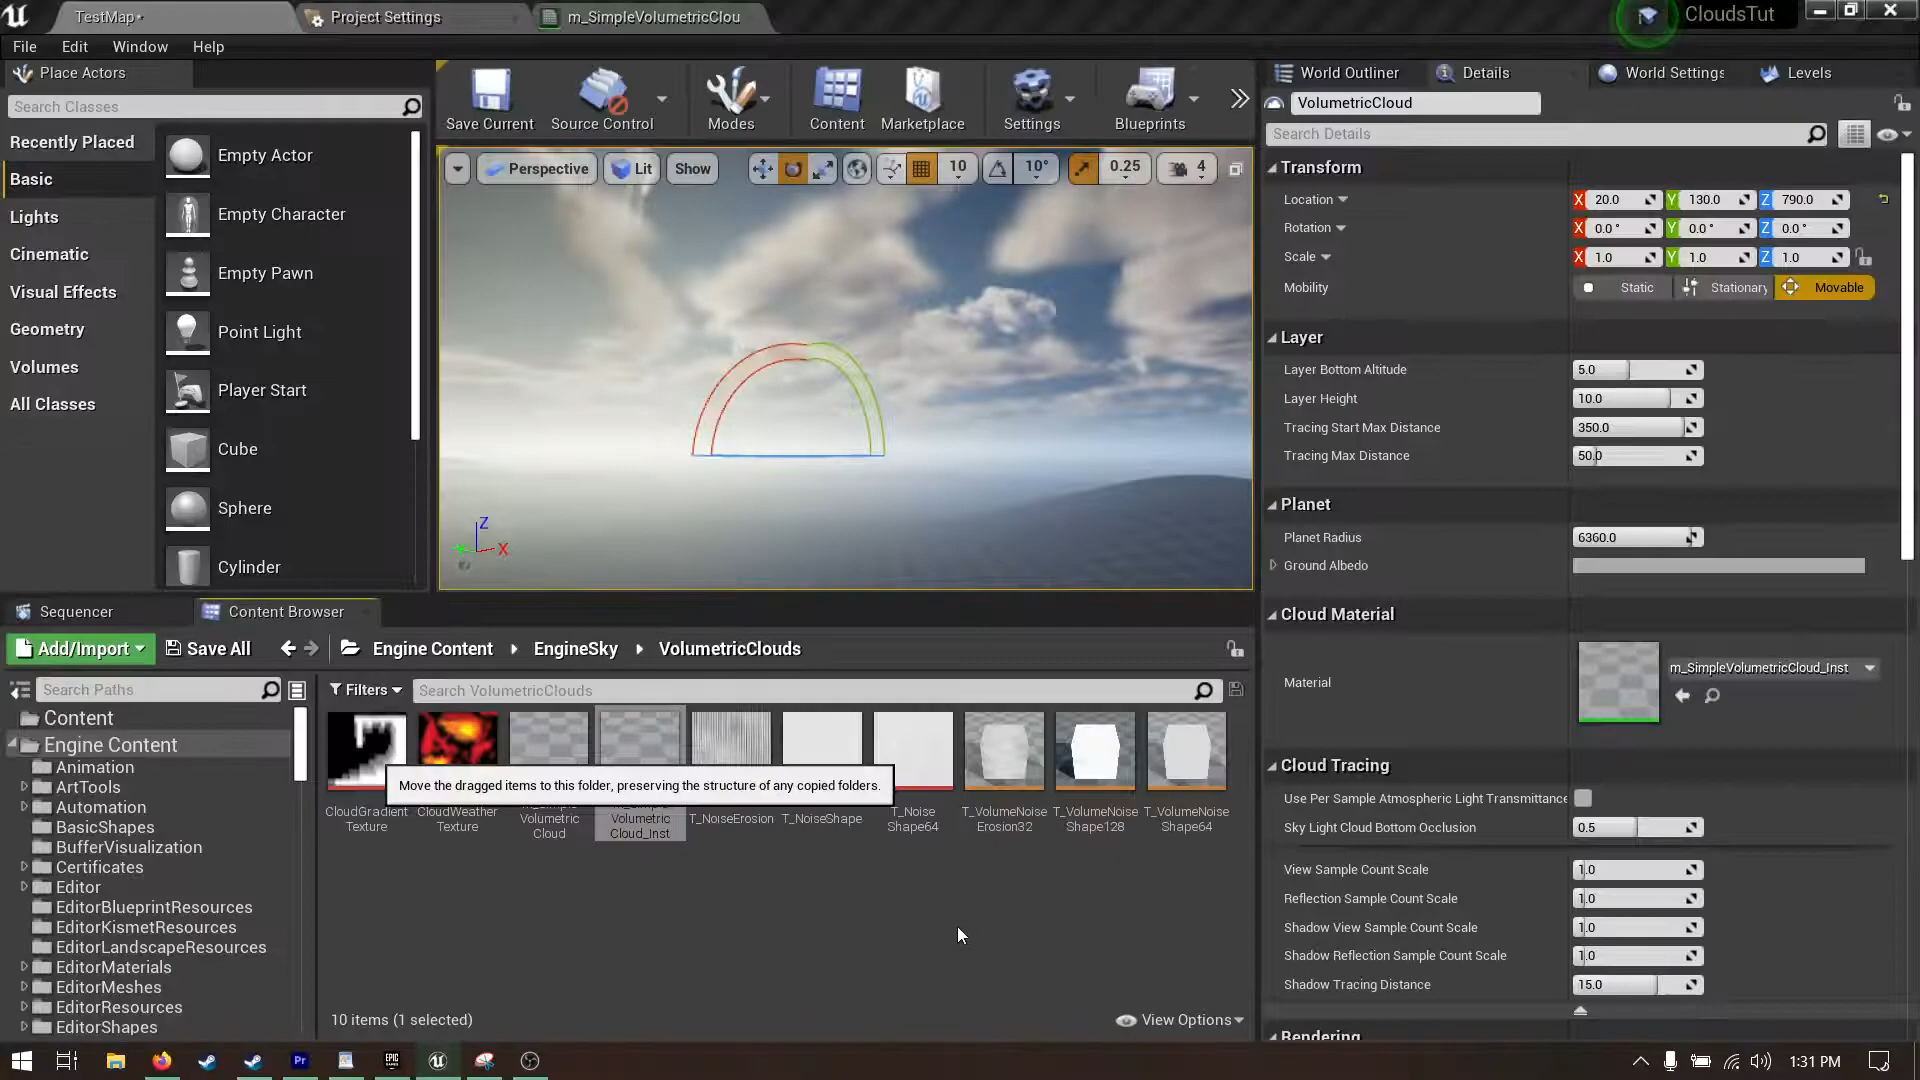 TestMap*
Project Settings
m_SimpleVolumetricClou
CloudsTut
File
Edit
Window
Help
Place Actors
Search Classes
Recently Placed
Basic
Lights
Cinematic
Visual Effects
Geometry
Volumes
All Classes
Empty Actor
Empty Character
Empty Pawn
Point Light
Player Start
Cube
Sphere
Cylinder
Save Current
Source Control
Modes
Content
Marketplace
Settings
Blueprints
Perspective
Lit
Show
10
10°
0.25
4
Z
X
World Outliner
Details
World Settings
Levels
VolumetricCloud
Search Details
Transform
Location
X 20.0 Y 130.0 Z 790.0
Rotation
X 0.0 ° Y 0.0 ° Z 0.0 °
Scale
X 1.0 Y 1.0 Z 1.0
Mobility
Static
Stationary
Movable
Layer
Layer Bottom Altitude
5.0
Layer Height
10.0
Tracing Start Max Distance
350.0
Tracing Max Distance
50.0
Planet
Planet Radius
6360.0
Ground Albedo
Cloud Material
Material
m_SimpleVolumetricCloud_Inst
Cloud Tracing
Use Per Sample Atmospheric Light Transmittance
Sky Light Cloud Bottom Occlusion
0.5
View Sample Count Scale
1.0
Reflection Sample Count Scale
1.0
Shadow View Sample Count Scale
1.0
Shadow Reflection Sample Count Scale
1.0
Shadow Tracing Distance
15.0
Rendering
Sequencer
Content Browser
Add/Import
Save All
Engine Content
EngineSky
VolumetricClouds
Search Paths
Filters
Search VolumetricClouds
Content
Engine Content
Animation
ArtTools
Automation
BasicShapes
BufferVisualization
Certificates
Editor
EditorBlueprintResources
EditorKismetResources
EditorLandscapeResources
EditorMaterials
EditorMeshes
EditorResources
EditorShapes
Move the dragged items to this folder, preserving the structure of any copied folders.
CloudGradient
Texture
CloudWeather
Texture
Volumetric
Cloud
Volumetric
Cloud_Inst
T_NoiseErosion
T_NoiseShape
T_Noise
Shape64
T_VolumeNoise
Erosion32
T_VolumeNoise
Shape128
T_VolumeNoise
Shape64
10 items (1 selected)
View Options
Pr
EPIC
1:31 PM